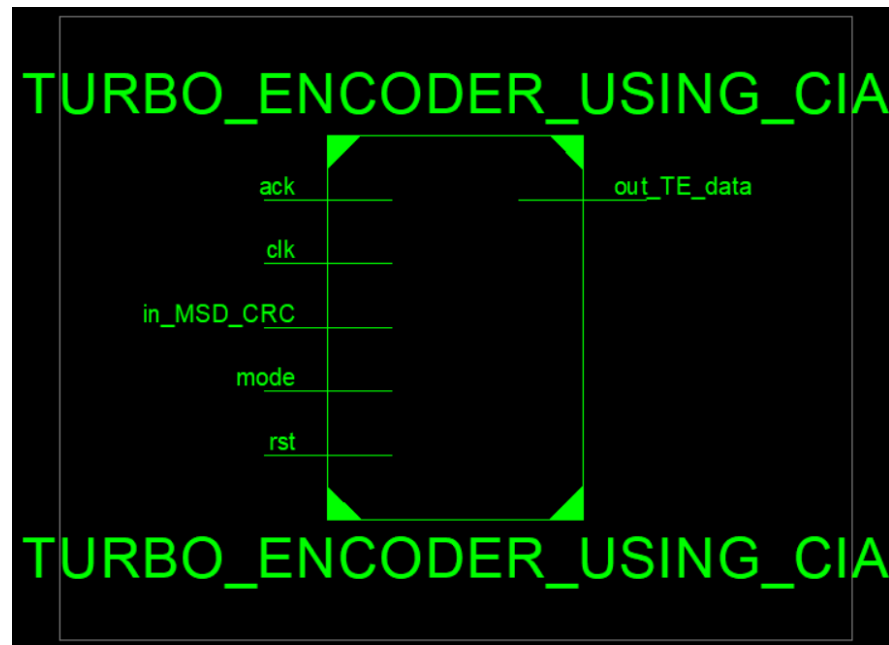 TURBO_ENCODER_USING_CIA
ack
out_TE_data
clk
in_MSD_CRC
mode
rst
TURBO_ENCODER_USING_CIA